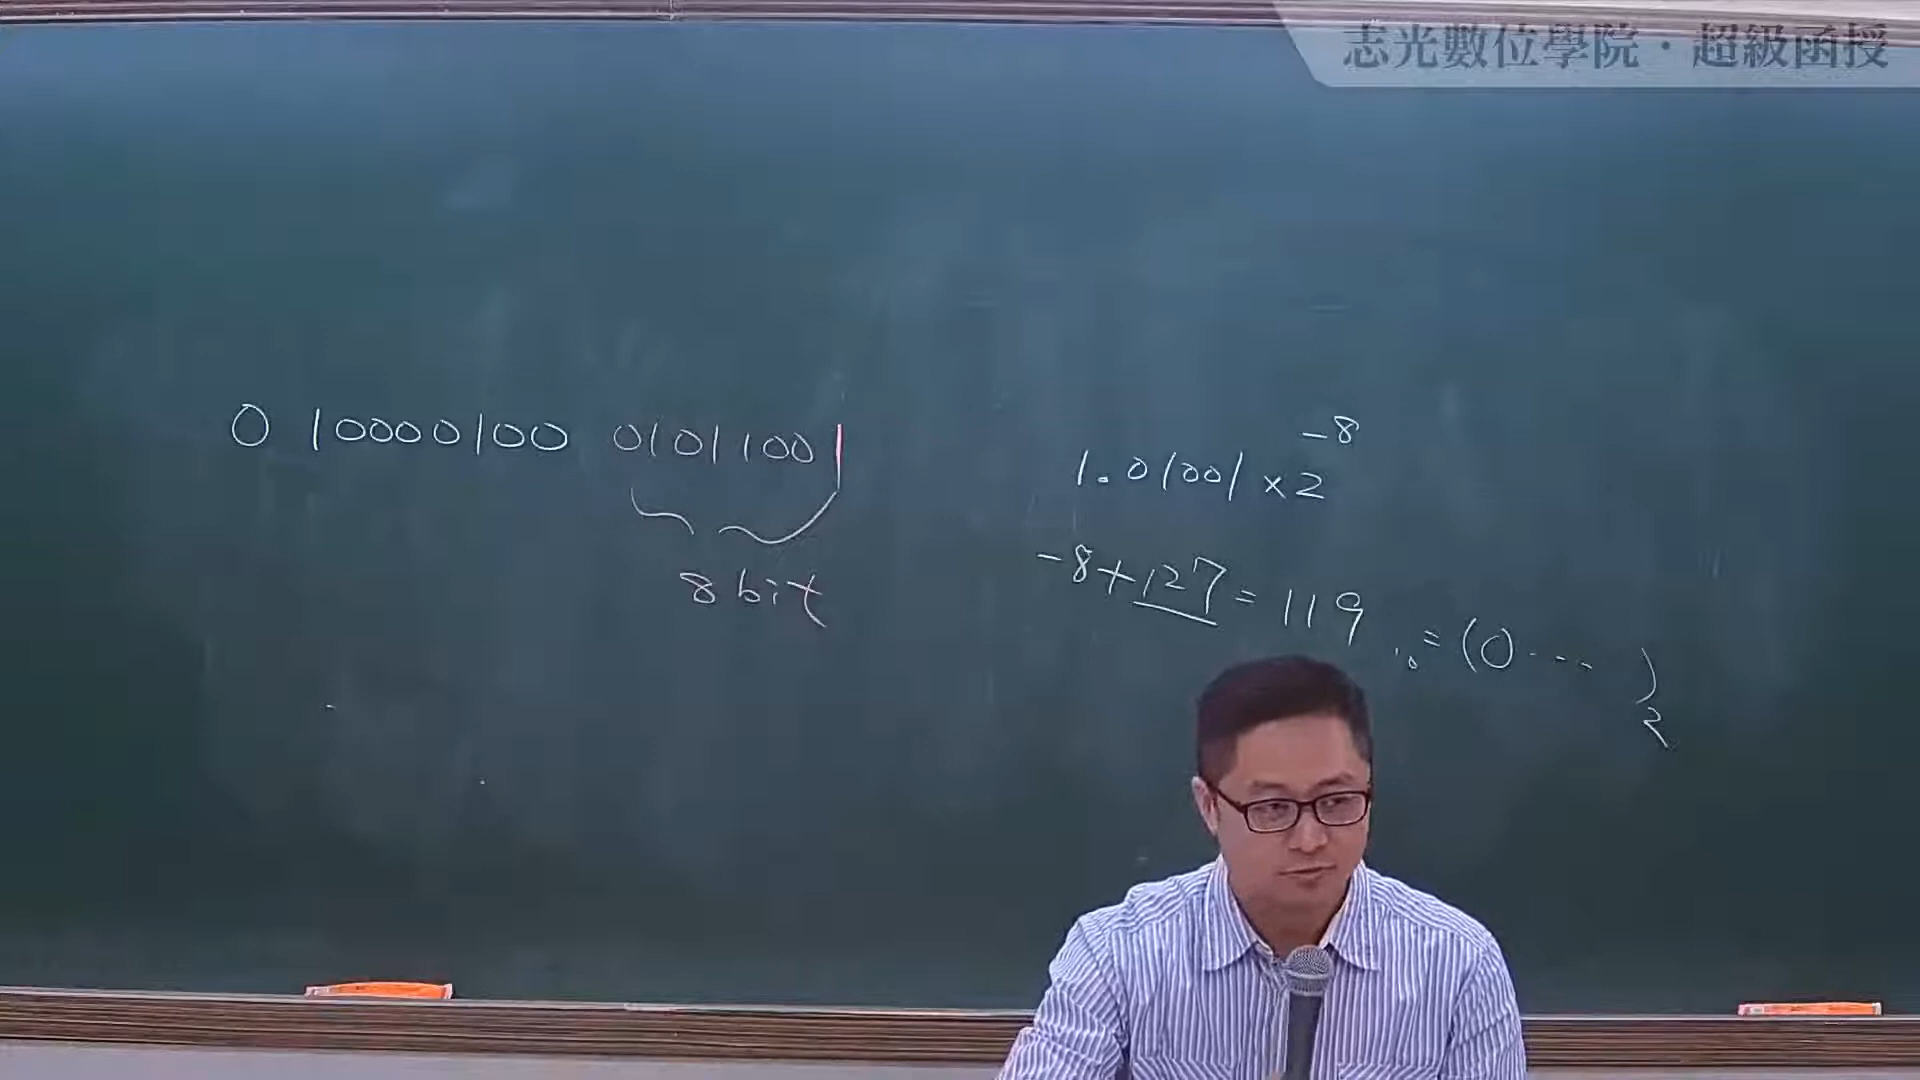 志光數位學院・超級函授
0 10000100 01011001
8 bit
1.01001 × 2⁻⁸
-8+127 = 119₁₀ = (0---- )₂